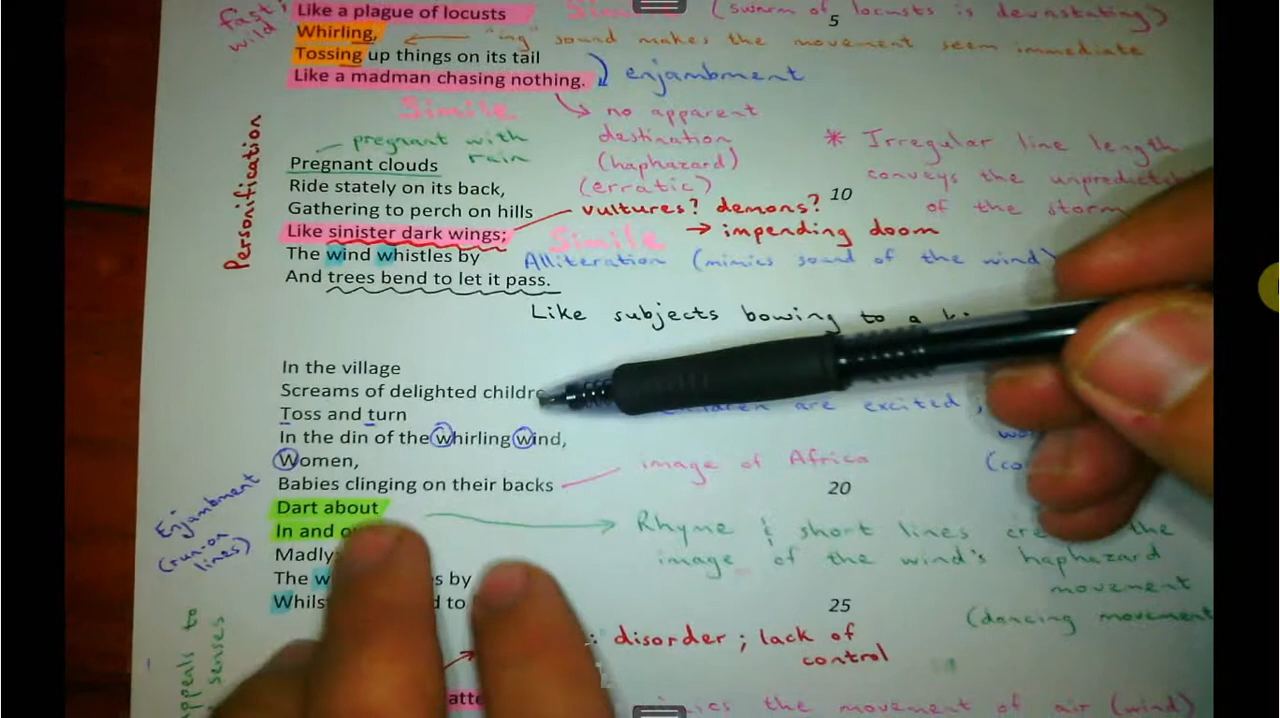 Like a plague of locusts Simile (swarm of locusts is devastating)
fast; wild
5
Whirling, "ing" sound makes the movement seem immediate
Tossing up things on its tail
Like a madman chasing nothing. enjambment
Simile no apparent
destination
(haphazard)
(erratic)
Personification
pregnant with
rain
* Irregular line length
conveys the
of the storm
Pregnant clouds
Ride stately on its back,
10
Gathering to perch on hills vultures? demons?
Like sinister dark wings; Simile → impending doom
The wind whistles by Alliteration (mimics sound of the wind)
And trees bend to let it pass.
Like subjects bowing to a
In the village
Screams of delighted
are excited;
Toss and turn
In the din of the whirling wind,
Women,
Babies clinging on their backs image of Africa
20
Enjambment
(run-on
lines)
Dart about
In and
Rhyme & short lines the
image of the wind's haphazard
movement
(dancing movement
Madly
The by
25
to
appeals to
senses
: disorder; lack of
control
the movement of air (wind)